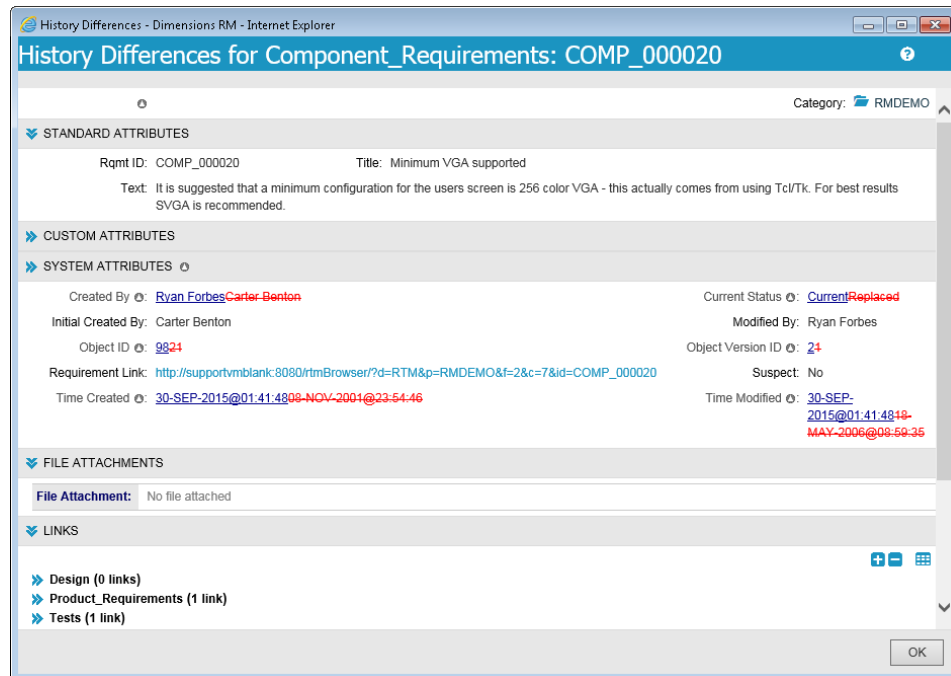 History Differences - Dimensions RM - Internet Explorer
History Differences for Component_Requirements: COMP_000020
Category: RMDEMO
STANDARD ATTRIBUTES
Rqmt ID: COMP_000020 Title: Minimum VGA supported
Text: It is suggested that a minimum configuration for the users screen is 256 color VGA - this actually comes from using Tcl/Tk. For best results
SVGA is recommended.
CUSTOM ATTRIBUTES
SYSTEM ATTRIBUTES
Created By : Ryan ForbesCarter Benton Current Status : CurrentReplaced
Initial Created By: Carter Benton Modified By: Ryan Forbes
Object ID : 9821 Object Version ID : 21
Requirement Link: http://supportvmblank:8080/rtmBrowser/?d=RTM&p=RMDEMO&f=2&c=7&id=COMP_000020 Suspect: No
Time Created : 30-SEP-2015@01:41:4808-NOV-2001@23:54:46 Time Modified : 30-SEP-
2015@01:41:4818-
MAY-2006@08:59:35
FILE ATTACHMENTS
File Attachment: No file attached
LINKS
Design (0 links)
Product_Requirements (1 link)
Tests (1 link)
OK